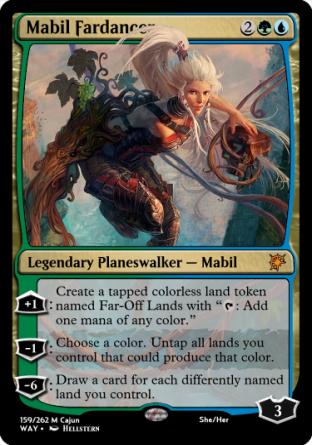 Mabil Fardancer 2
Legendary Planeswalker — Mabil
+1: Create a tapped colorless land token
named Far-Off Lands with “: Add
one mana of any color.”
-1: Choose a color. Untap all lands you
control that could produce that color.
-6: Draw a card for each differently named
land you control.
3
159/262 M Cajun She/Her
WAY • Hellstern